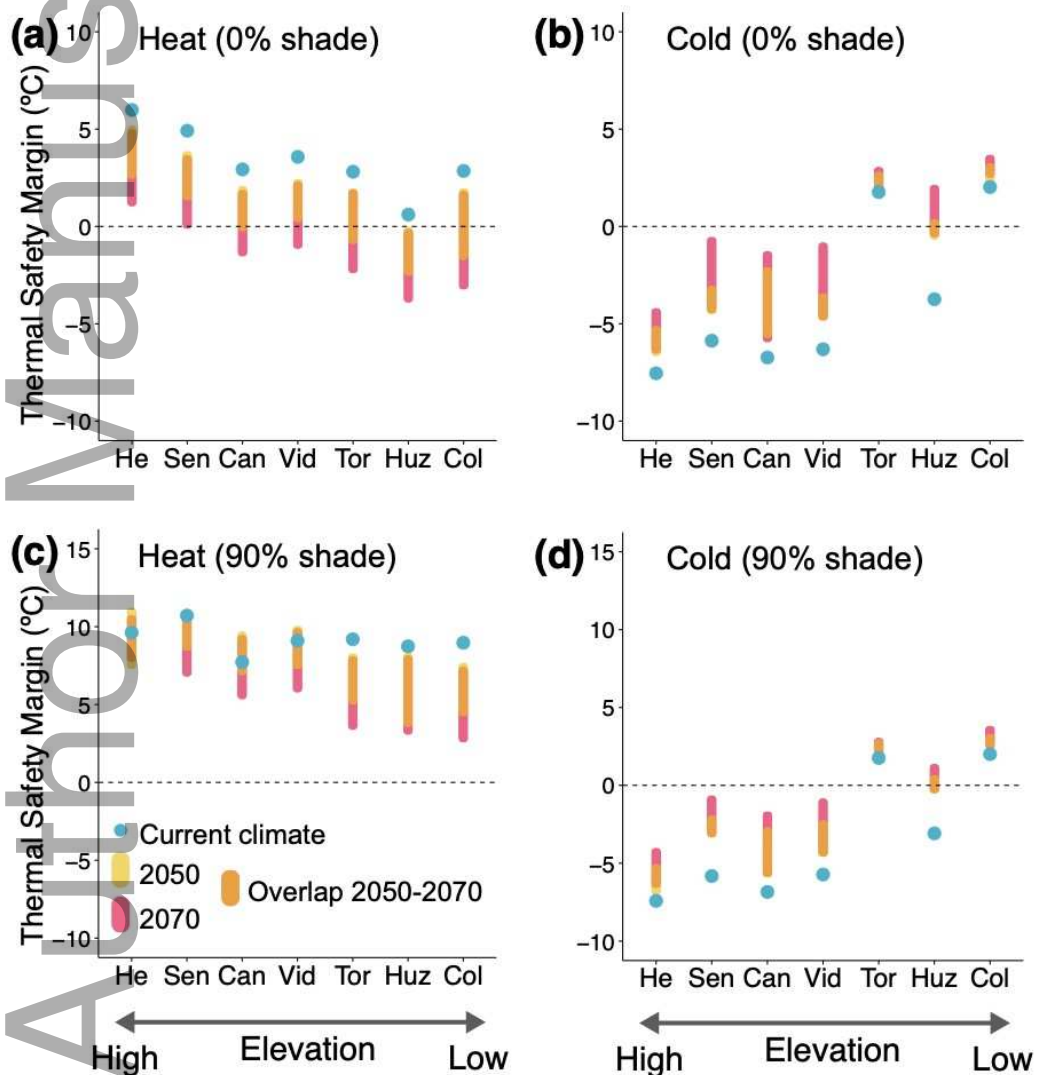 (a) Heat (0% shade)
10
5
0
−5
−10
Thermal Safety Margin (ºC)
He Sen Can Vid Tor Huz Col
(b) Cold (0% shade)
10
5
0
−5
−10
He Sen Can Vid Tor Huz Col
(c) Heat (90% shade)
15
10
5
0
−5
−10
Thermal Safety Margin (ºC)
Current climate
2050
2070
Overlap 2050-2070
He Sen Can Vid Tor Huz Col
High Elevation Low
(d) Cold (90% shade)
15
10
5
0
−5
−10
He Sen Can Vid Tor Huz Col
High Elevation Low
Author Manus